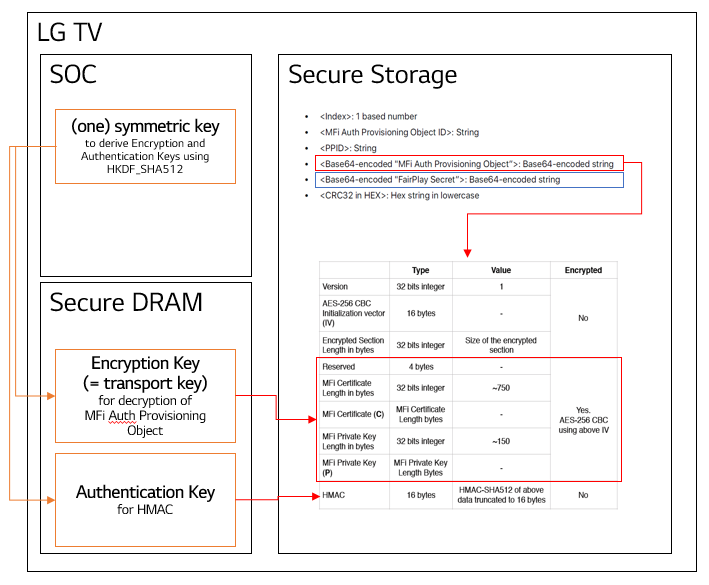 LG TV
SOC
(one) symmetric key
to derive Encryption and
Authentication Keys using
HKDF_SHA512
Secure DRAM
Encryption Key
(= transport key)
for decryption of
MFi Auth Provisioning
Object
Authentication Key
for HMAC
Secure Storage
• <Index>: 1 based number
• <MFi Auth Provisioning Object ID>: String
• <PPID>: String
• <Base64-encoded "MFi Auth Provisioning Object">: Base64-encoded string
• <Base64-encoded "FairPlay Secret">: Base64-encoded string
• <CRC32 in HEX>: Hex string in lowercase
Type Value Encrypted
Version 32 bits integer 1
AES-256 CBC
Initialization vector
(IV)
16 bytes -
No
Encrypted Section
Length in bytes
32 bits integer
Size of the encrypted
section
Reserved 4 bytes -
MFi Certificate
Length in bytes
32 bits integer ~750
MFi Certificate (C)
MFi Certificate
Length bytes
-
Yes.
AES-256 CBC
using above IV
MFi Private Key
Length in bytes
32 bits integer ~150
MFi Private Key
(P)
MFi Private Key
Length Bytes
-
HMAC 16 bytes
HMAC-SHA512 of above
data truncated to 16 bytes
No